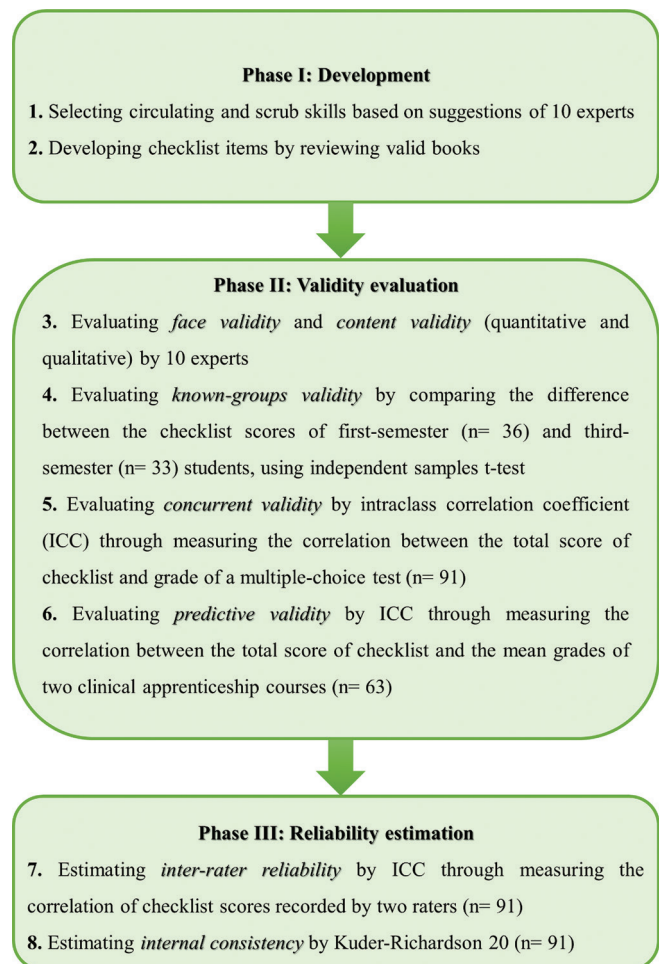 Phase I: Development
1. Selecting circulating and scrub skills based on suggestions of 10 experts
2. Developing checklist items by reviewing valid books
Phase II: Validity evaluation
3. Evaluating face validity and content validity (quantitative and
qualitative) by 10 experts
4. Evaluating known-groups validity by comparing the difference
between the checklist scores of first-semester (n= 36) and third-
semester (n= 33) students, using independent samples t-test
5. Evaluating concurrent validity by intraclass correlation coefficient
(ICC) through measuring the correlation between the total score of
checklist and grade of a multiple-choice test (n= 91)
6. Evaluating predictive validity by ICC through measuring the
correlation between the total score of checklist and the mean grades of
two clinical apprenticeship courses (n= 63)
Phase III: Reliability estimation
7. Estimating inter-rater reliability by ICC through measuring the
correlation of checklist scores recorded by two raters (n= 91)
8. Estimating internal consistency by Kuder-Richardson 20 (n= 91)